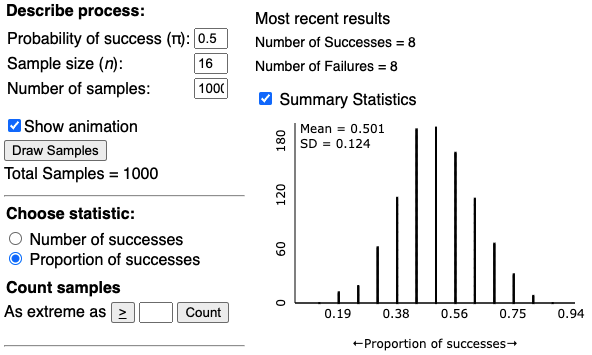 Describe process:
Probability of success (π): 0.5
Sample size (n): 16
Number of samples: 100
Show animation
Draw Samples
Total Samples = 1000
Choose statistic:
Number of successes
Proportion of successes
Count samples
As extreme as ≥ Count
Most recent results
Number of Successes = 8
Number of Failures = 8
Summary Statistics
Mean = 0.501
SD = 0.124
180
120
60
0
0.19 0.38 0.56 0.75 0.94
←Proportion of successes→